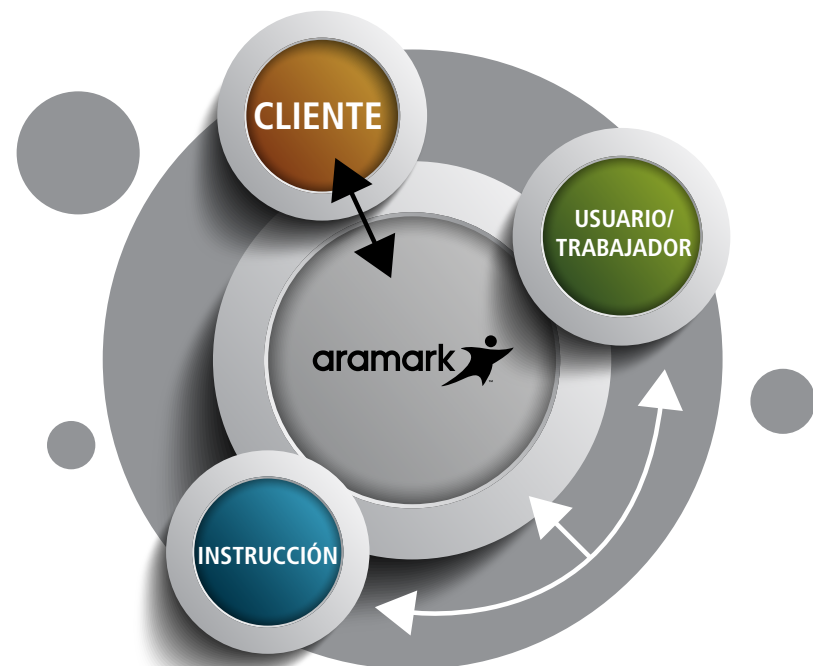 CLIENTE
USUARIO/
TRABAJADOR
aramark
INSTRUCCIÓN